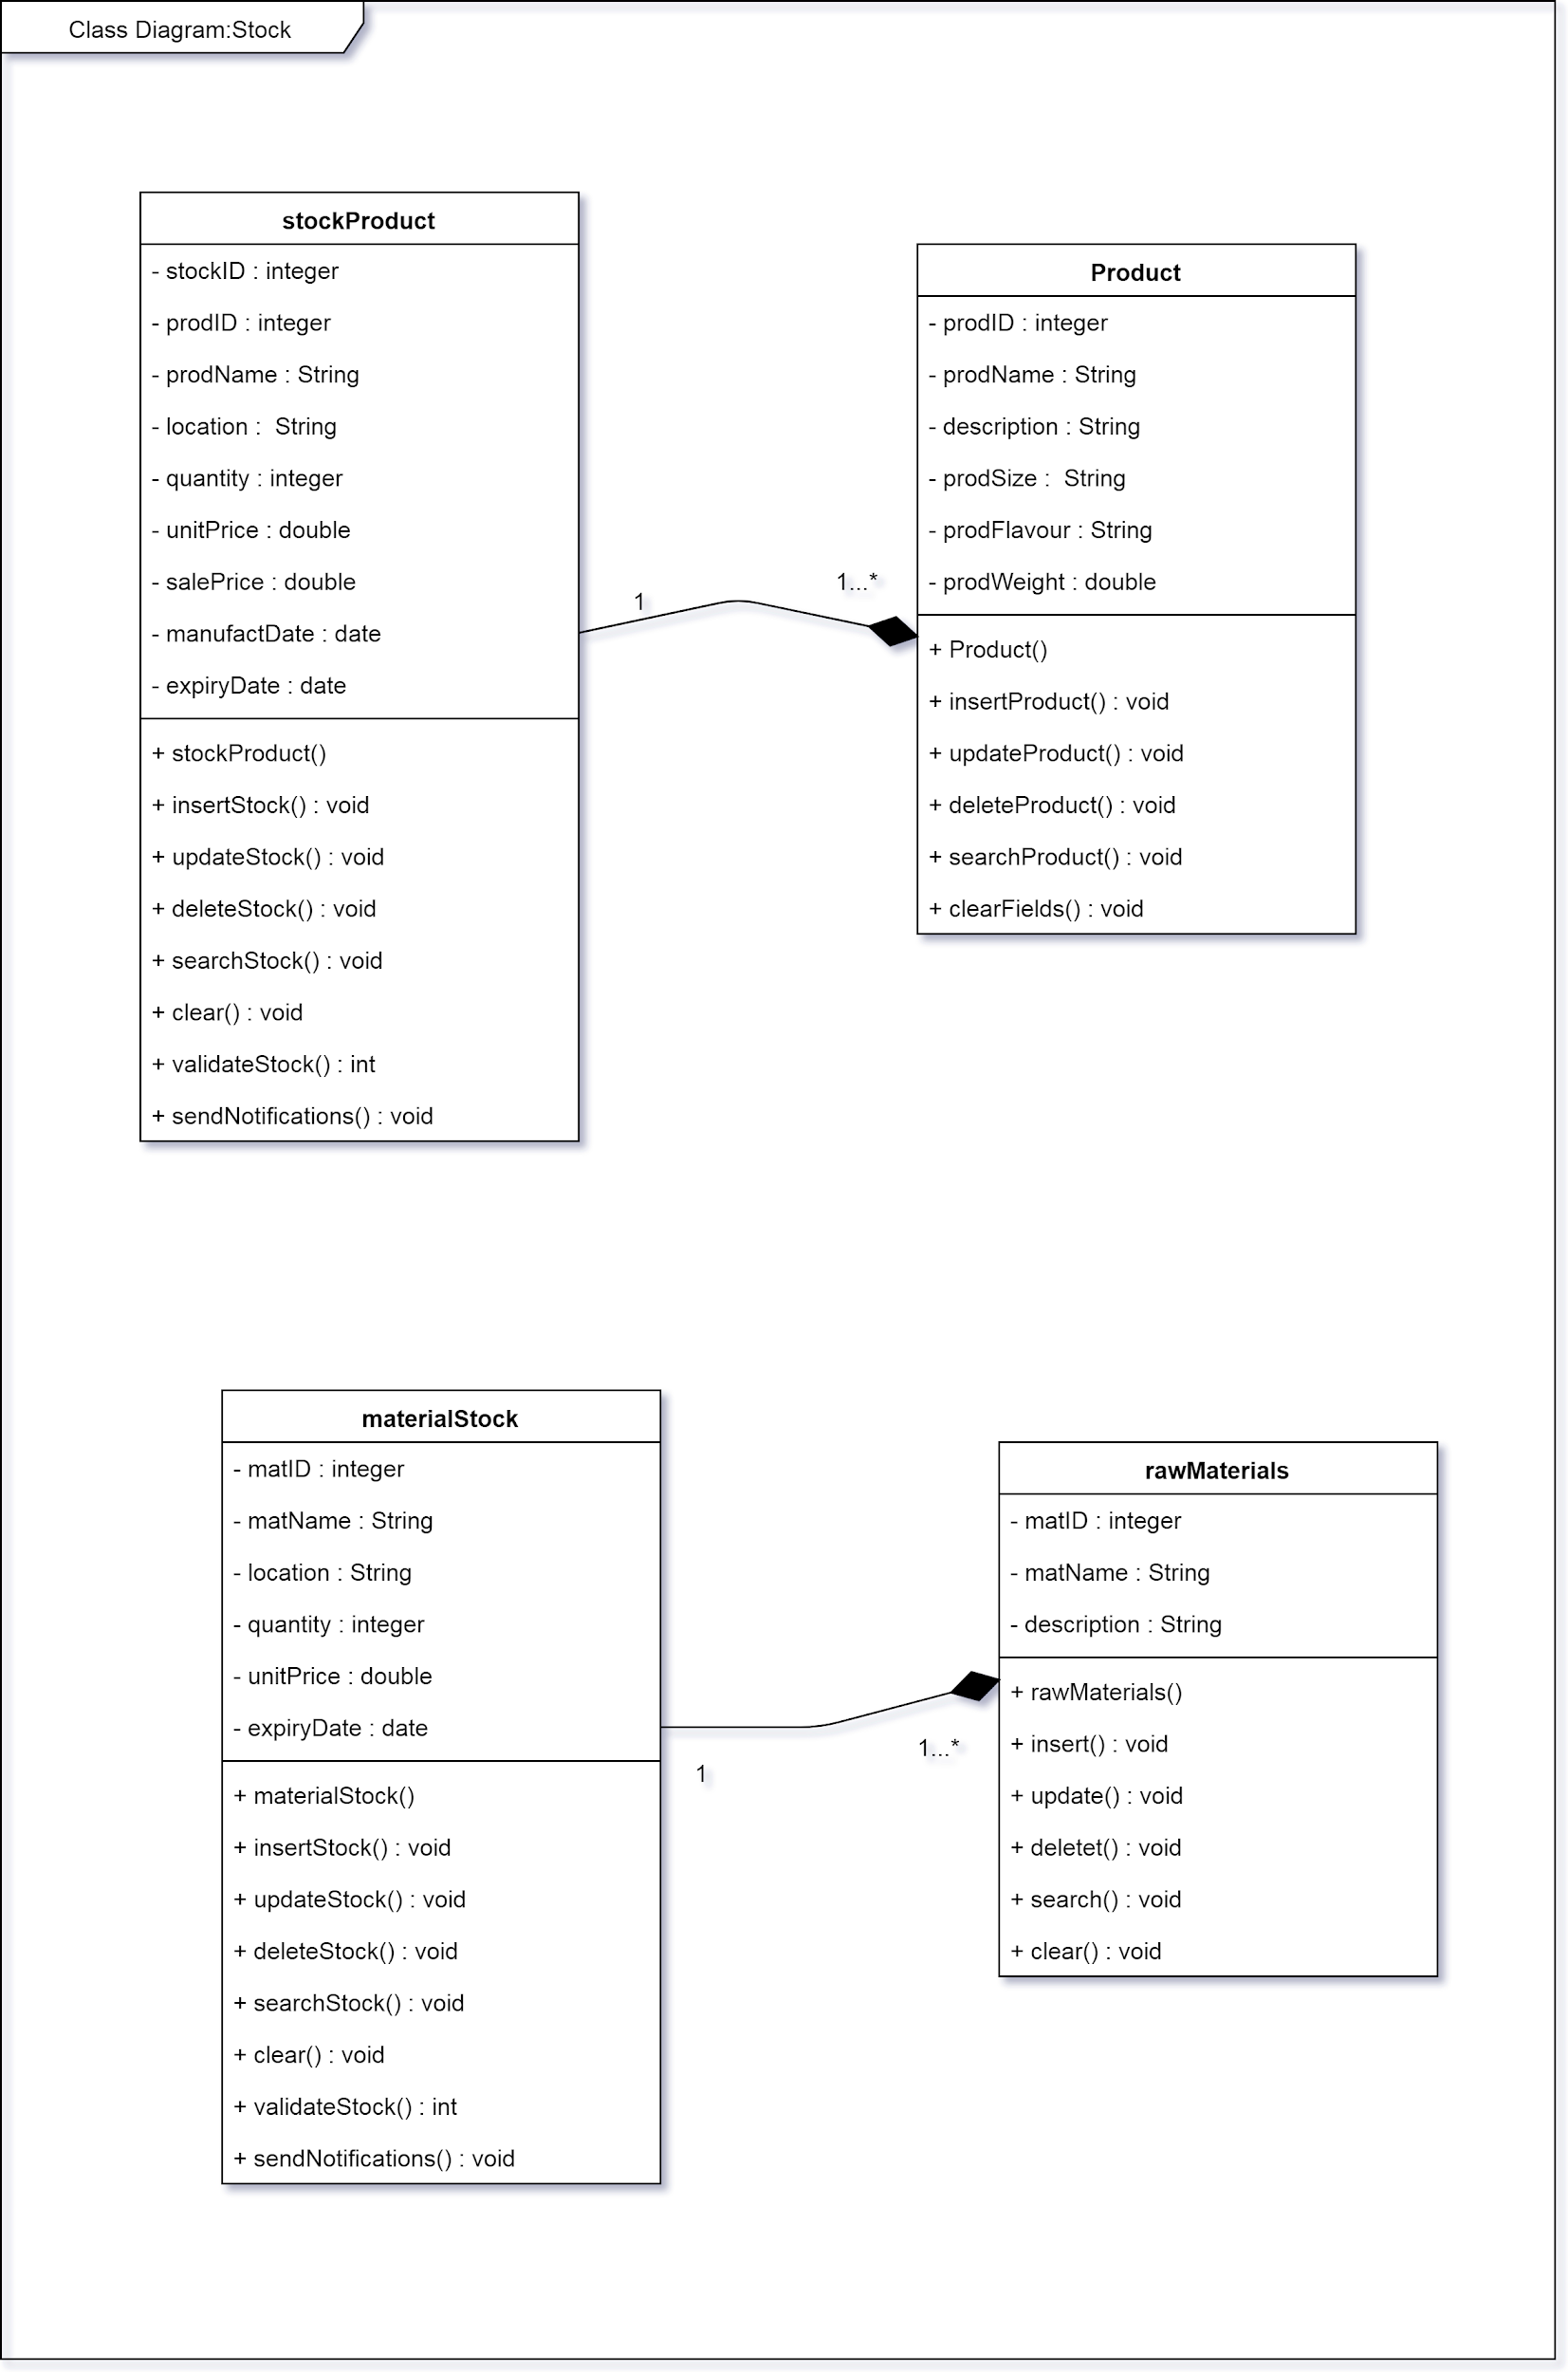 Class Diagram:Stock
stockProduct
- stockID : integer
- prodID : integer
- prodName : String
- location :  String
- quantity : integer
- unitPrice : double
- salePrice : double
- manufactDate : date
- expiryDate : date
+ stockProduct()
+ insertStock() : void
+ updateStock() : void
+ deleteStock() : void
+ searchStock() : void
+ clear() : void
+ validateStock() : int
+ sendNotifications() : void
1
1...*
Product
- prodID : integer
- prodName : String
- description : String
- prodSize :  String
- prodFlavour : String
- prodWeight : double
+ Product()
+ insertProduct() : void
+ updateProduct() : void
+ deleteProduct() : void
+ searchProduct() : void
+ clearFields() : void
materialStock
- matID : integer
- matName : String
- location : String
- quantity : integer
- unitPrice : double
- expiryDate : date
+ materialStock()
+ insertStock() : void
+ updateStock() : void
+ deleteStock() : void
+ searchStock() : void
+ clear() : void
+ validateStock() : int
+ sendNotifications() : void
1
1...*
rawMaterials
- matID : integer
- matName : String
- description : String
+ rawMaterials()
+ insert() : void
+ update() : void
+ deletet() : void
+ search() : void
+ clear() : void